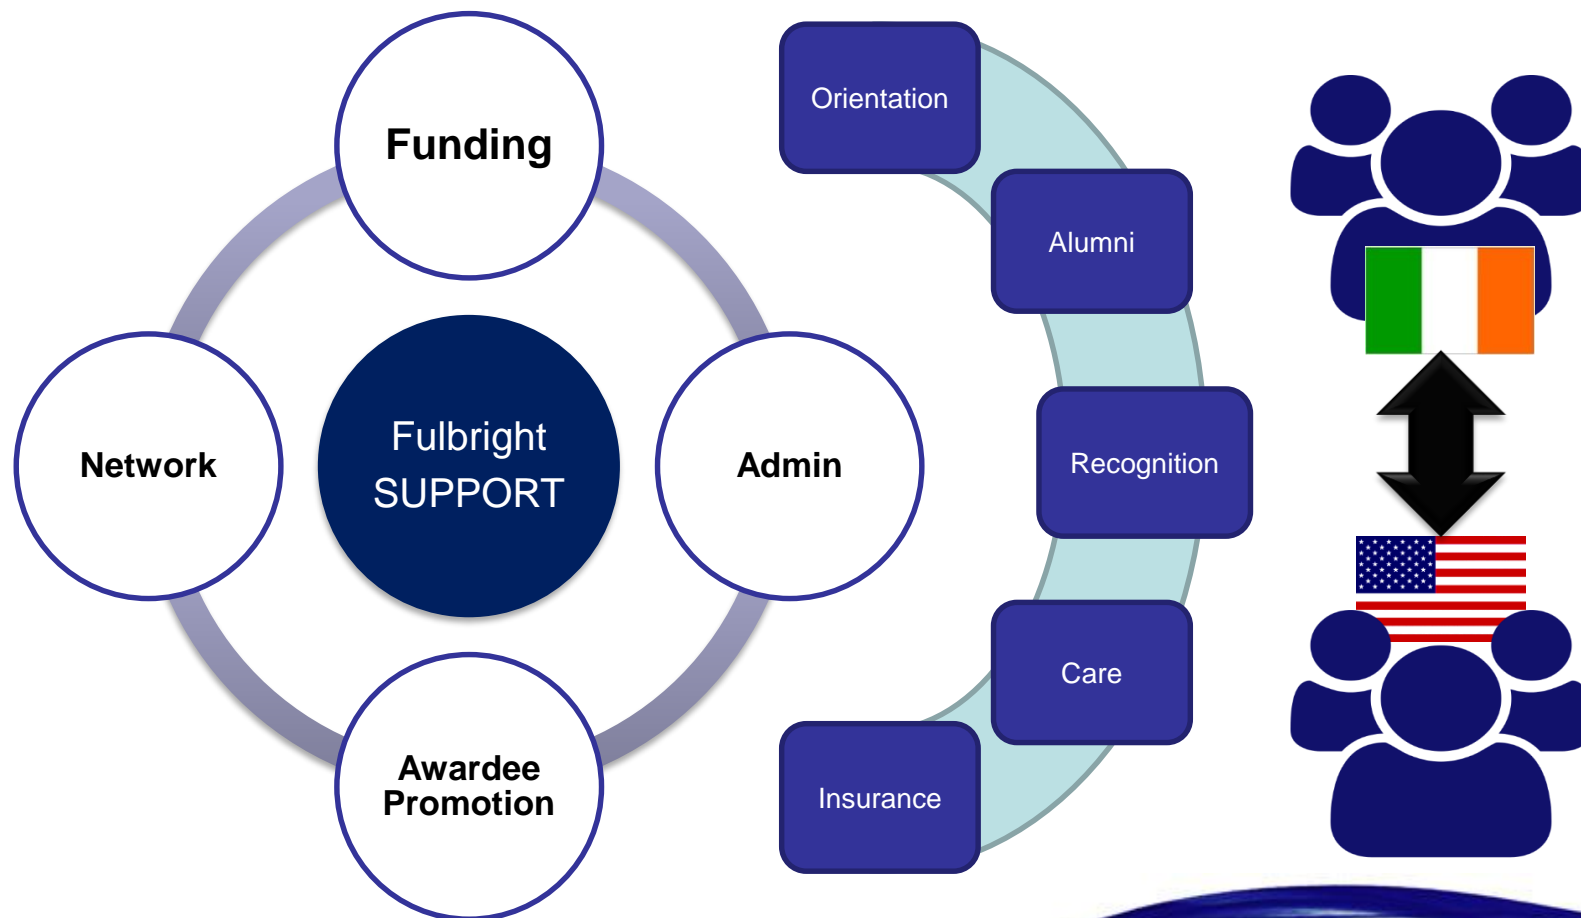 Funding
Network
Fulbright
SUPPORT
Admin
Awardee
Promotion
Orientation
Alumni
Recognition
Care
Insurance